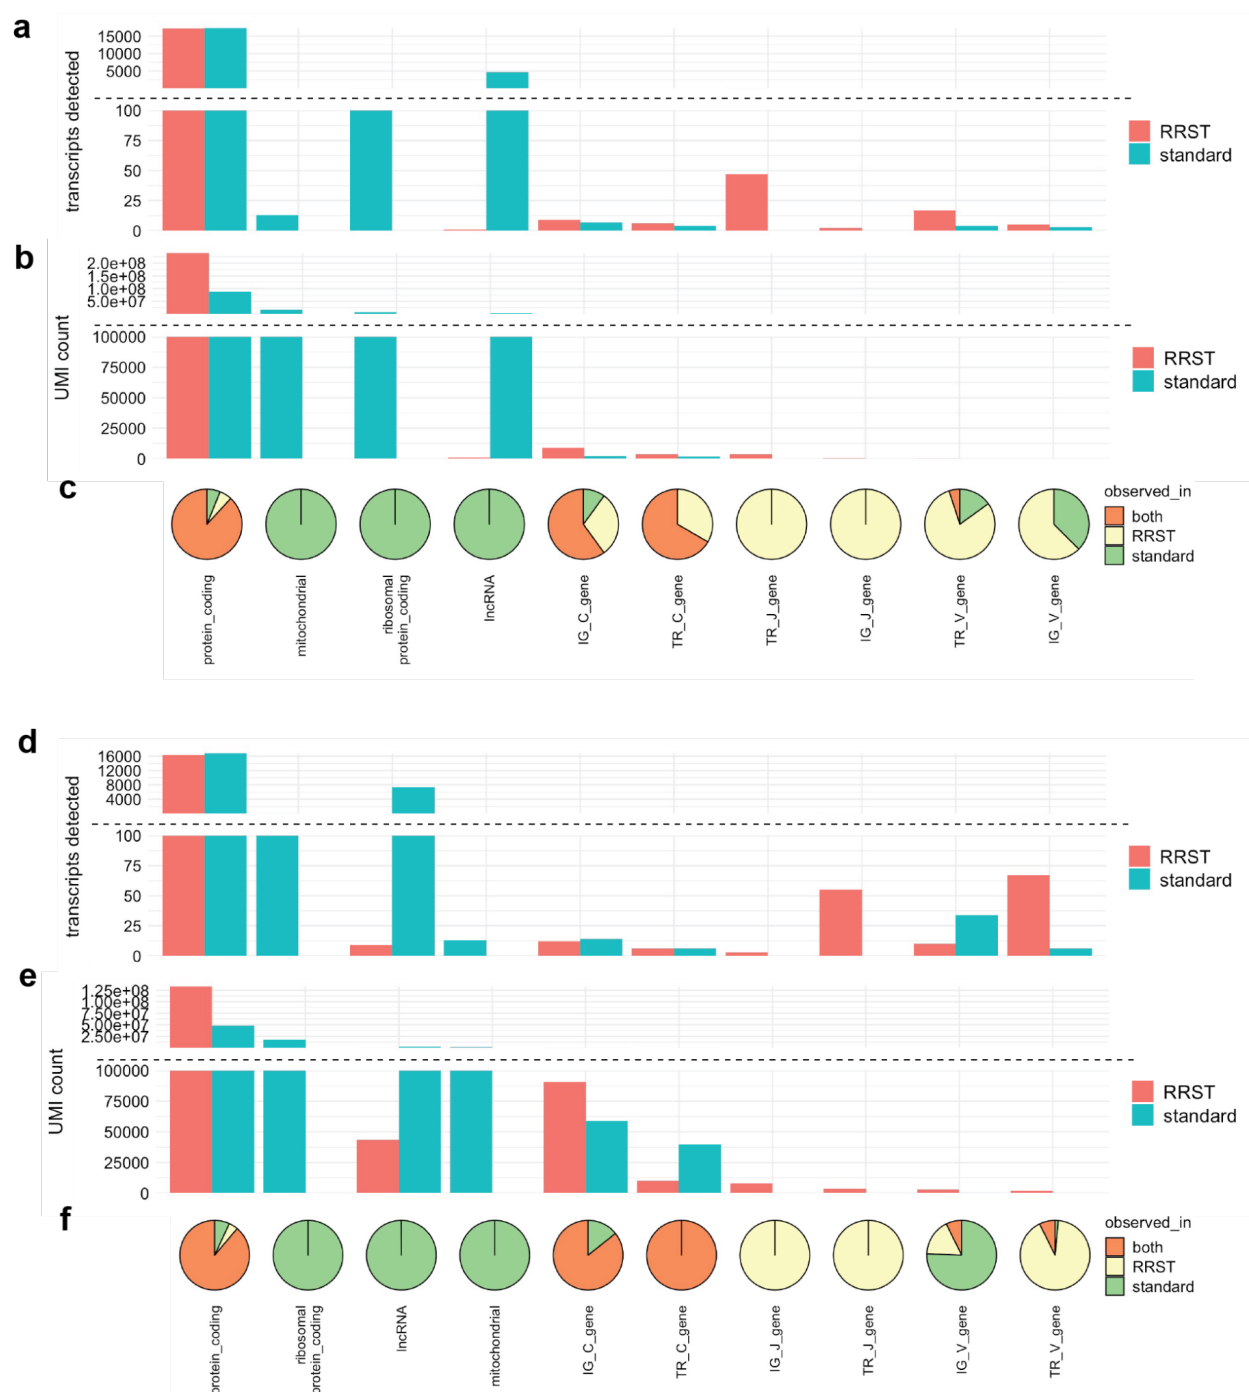 a
transcripts detected
15000
10000
5000
100
75
50
25
0
RRST
standard
b
UMI count
2.0e+08
1.5e+08
1.0e+08
5.0e+07
100000
75000
50000
25000
0
RRST
standard
c
observed_in
both
RRST
standard
protein_coding
mitochondrial
ribosomal
protein_coding
lncRNA
IG_C_gene
TR_C_gene
TR_J_gene
IG_J_gene
TR_V_gene
IG_V_gene
d
transcripts detected
16000
12000
8000
4000
100
75
50
25
0
RRST
standard
e
UMI count
1.25e+08
1.00e+08
7.50e+07
5.00e+07
2.50e+07
100000
75000
50000
25000
0
RRST
standard
f
observed_in
both
RRST
standard
protein_coding
ribosomal
protein_coding
lncRNA
mitochondrial
IG_C_gene
TR_C_gene
IG_J_gene
TR_J_gene
IG_V_gene
TR_V_gene